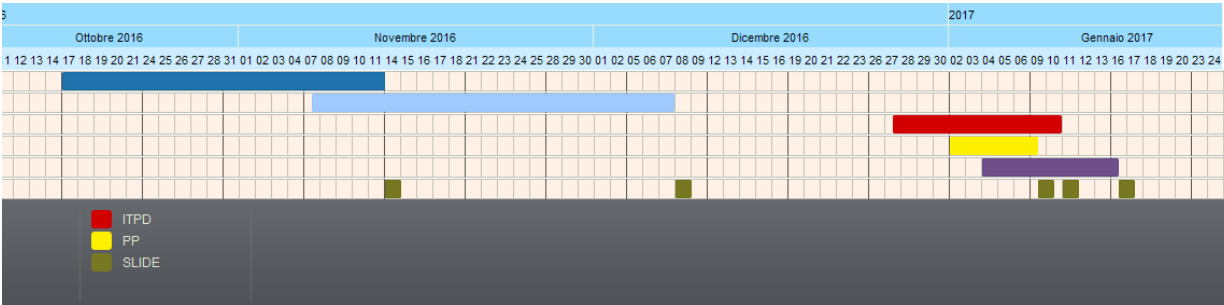 6 2017
Ottobre 2016 Novembre 2016 Dicembre 2016 Gennaio 2017
1 12 13 14 17 18 19 20 21 24 25 26 27 28 31 01 02 03 04 07 08 09 10 11 14 15 16 17 18 21 22 23 24 25 28 29 30 01 02 05 06 07 08 09 12 13 14 15 16 19 20 21 22 23 26 27 28 29 30 02 03 04 05 06 09 10 11 12 13 16 17 18 19 20 23 24
ITPD
PP
SLIDE